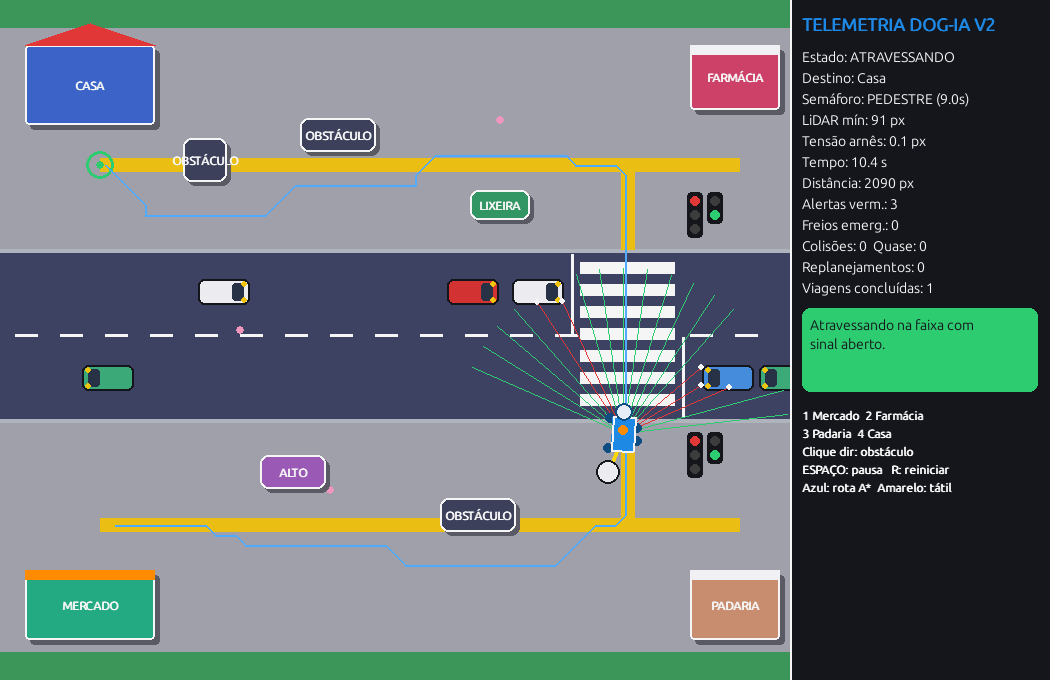 CASA
FARMÁCIA
OBSTÁCULO
OBSTÁCULO
LIXEIRA
ALTO
OBSTÁCULO
MERCADO
PADARIA
TELEMETRIA DOG-IA V2
Estado: ATRAVESSANDO
Destino: Casa
Semáforo: PEDESTRE (9.0s)
LiDAR mín: 91 px
Tensão arnês: 0.1 px
Tempo: 10.4 s
Distância: 2090 px
Alertas verm.: 3
Freios emerg.: 0
Colisões: 0  Quase: 0
Replanejamentos: 0
Viagens concluídas: 1
Atravessando na faixa com
sinal aberto.
1 Mercado  2 Farmácia
3 Padaria  4 Casa
Clique dir: obstáculo
ESPAÇO: pausa   R: reiniciar
Azul: rota A*  Amarelo: tátil